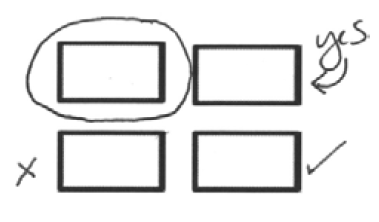 yes
x
✓